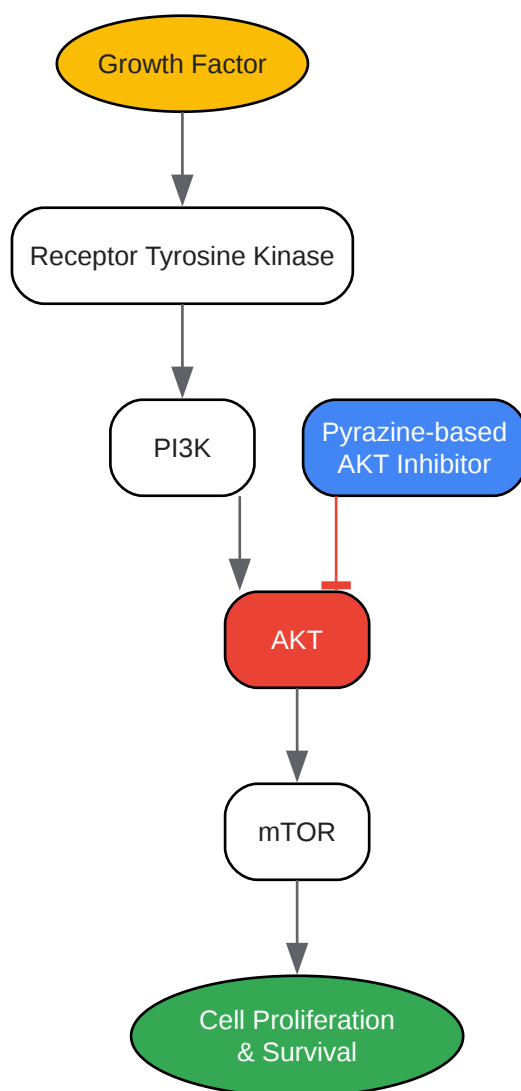 Growth Factor
Receptor Tyrosine Kinase
PI3K
Pyrazine-based
AKT Inhibitor
AKT
mTOR
Cell Proliferation
& Survival